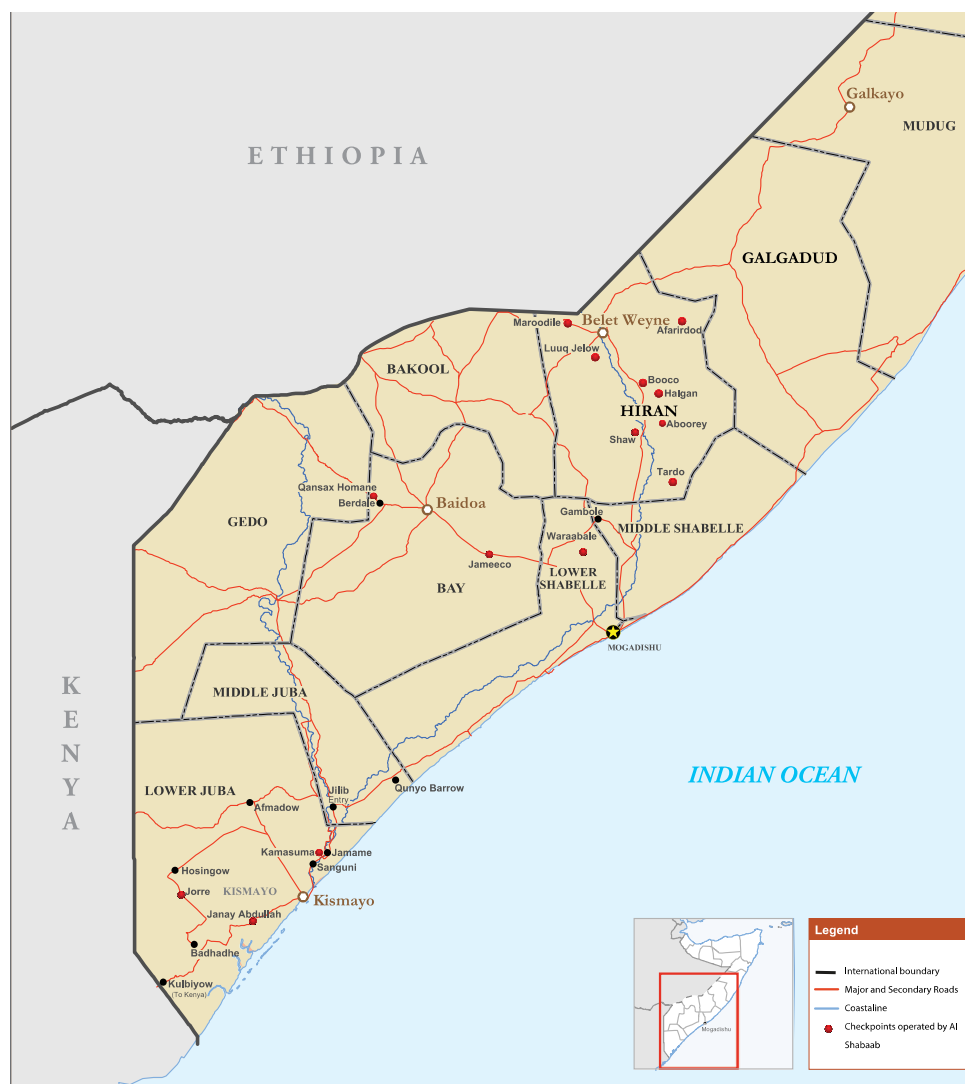 Galkayo
MUDUG
ETHIOPIA
GALGADUD
Maroodile
Belet Weyne
Afarirdod
Luuq Jelow
BAKOOL
Booco
Halgan
HIRAN
Aboorey
Shaw
Tardo
Qansax Homane
Berdale
Baidoa
Gambole
GEDO
MIDDLE SHABELLE
Waraabale
Jameeco
LOWER
SHABELLE
BAY
MOGADISHU
KENYA
MIDDLE JUBA
INDIAN OCEAN
Qunyo Barrow
LOWER JUBA
Jilib
Entry
Afmadow
Kamasuma
Jamame
Sanguni
Hosingow
Jorre
KISMAYO
Kismayo
Janay Abdullah
Badhadhe
Kulbiyow
(To Kenya)
Mogadishu
Legend
International boundary
Major and Secondary Roads
Coastaline
Checkpoints operated by Al
Shabaab